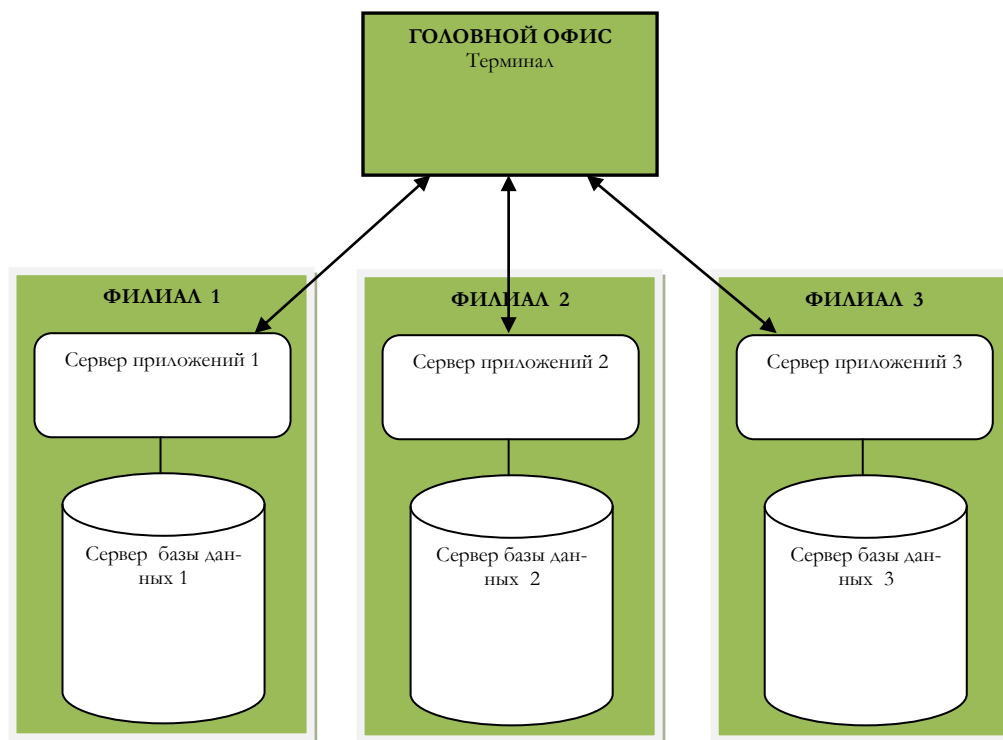 ГОЛОВНОЙ ОФИС
Терминал
ФИЛИАЛ 1
Сервер приложений 1
Сервер базы дан-
ных 1
ФИЛИАЛ 2
Сервер приложений 2
Сервер базы дан-
ных 2
ФИЛИАЛ 3
Сервер приложений 3
Сервер базы дан-
ных 3